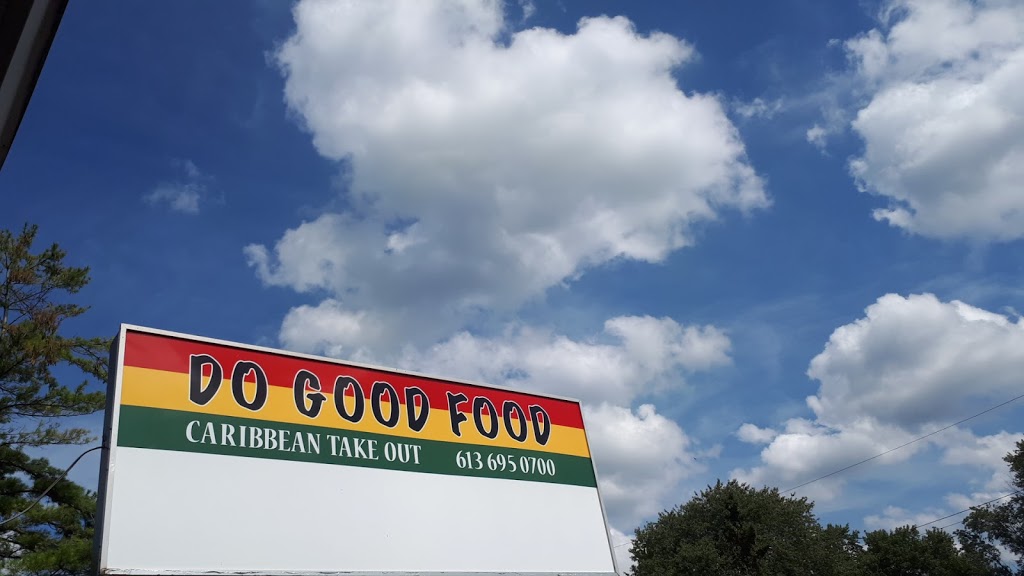 DO GOOD FOOD
CARIBBEAN TAKE OUT 613 695 0700